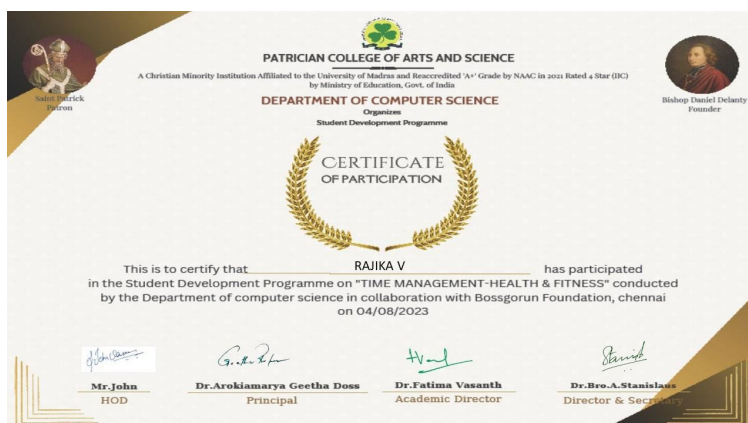 PATRICIAN COLLEGE OF ARTS AND SCIENCE
A Christian Minority Institution Affiliated to the University of Madras and Reaccredited 'A+' Grade by NAAC in 2021 Rated 4 Star (IIC)
by Ministry of Education, Govt. of India
Saint Patrick
Patron
Bishop Daniel Delanty
Founder
DEPARTMENT OF COMPUTER SCIENCE
Organizes
Student Development Programme
CERTIFICATE
OF PARTICIPATION
This is to certify that RAJIKA V has participated
in the Student Development Programme on "TIME MANAGEMENT-HEALTH & FITNESS" conducted
by the Department of computer science in collaboration with Bossgorun Foundation, chennai
on 04/08/2023
Mr.John
HOD
Dr.Arokiamarya Geetha Doss
Principal
Dr.Fatima Vasanth
Academic Director
Dr.Bro.A.Stanislaus
Director & Secretary